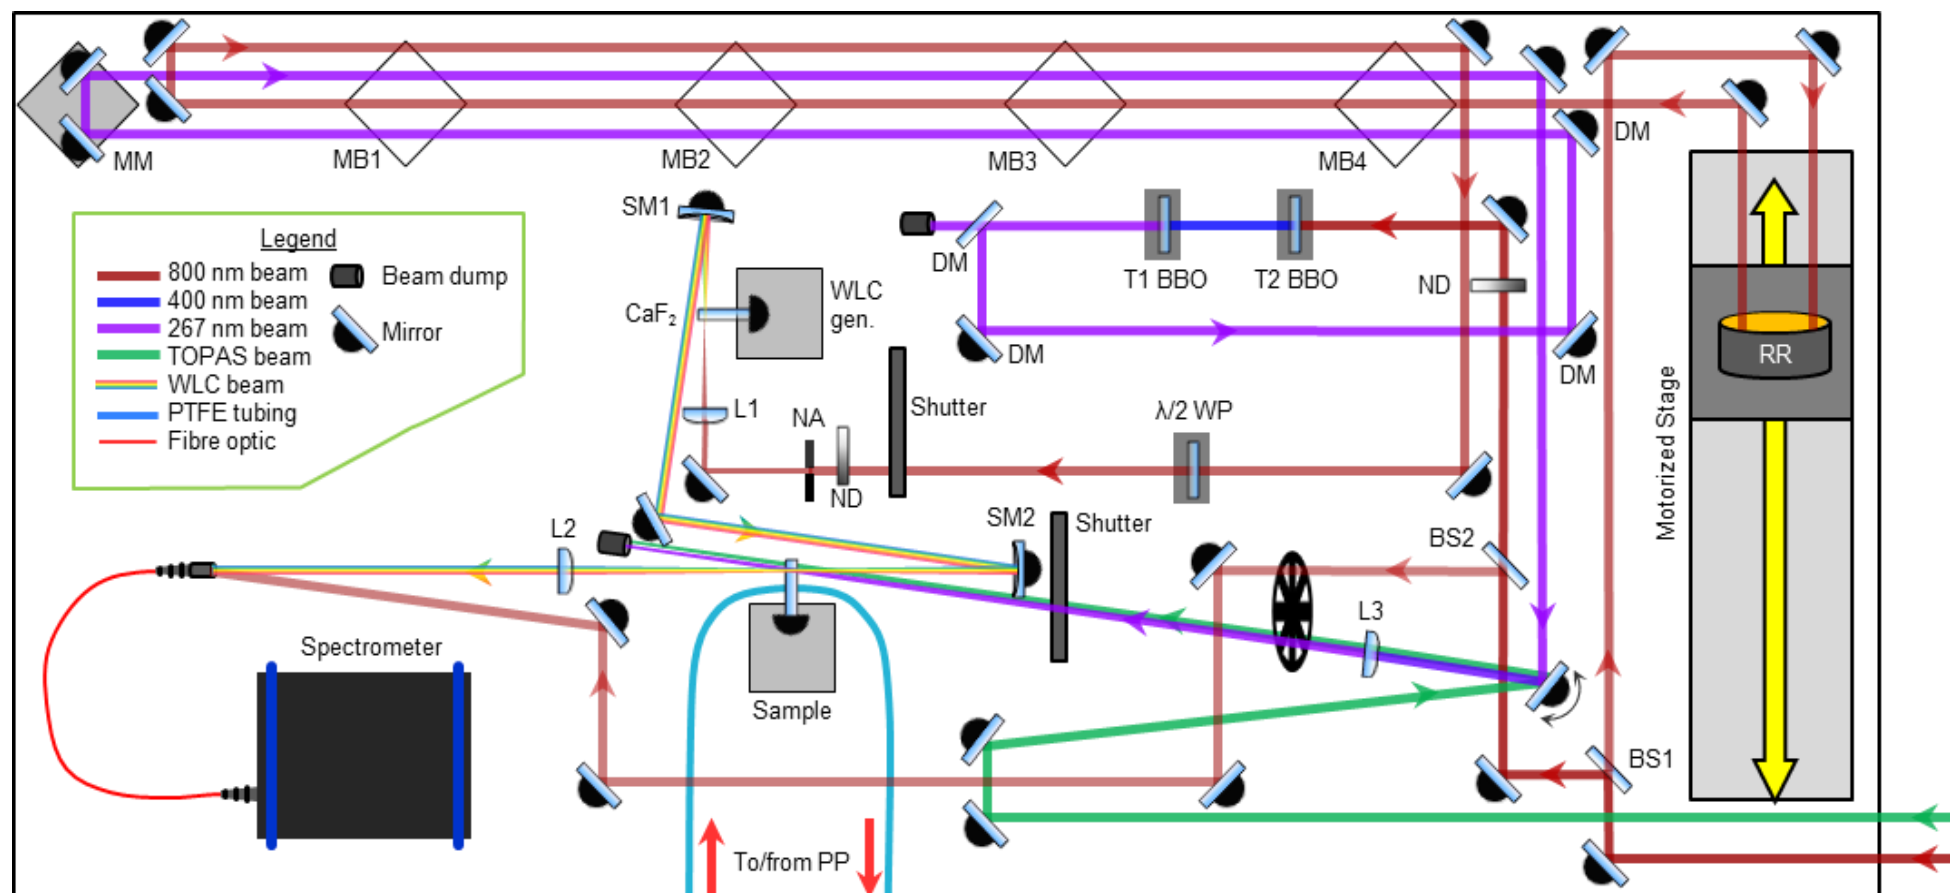 MM
MB1
MB2
MB3
MB4
DM
SM1
Legend
800 nm beam
400 nm beam
267 nm beam
TOPAS beam
WLC beam
PTFE tubing
Fibre optic
Beam dump
Mirror
CaF₂
WLC
gen.
DM
T1 BBO
T2 BBO
ND
DM
DM
RR
Motorized Stage
L1
NA
ND
Shutter
λ/2 WP
L2
SM2
Shutter
BS2
L3
Spectrometer
Sample
BS1
To/from PP